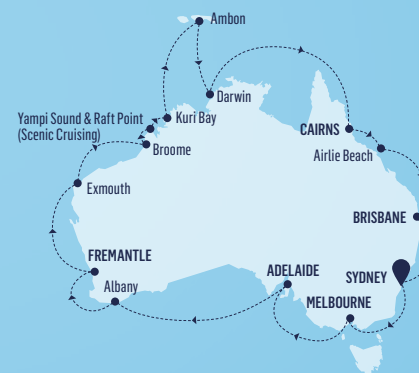 Ambon
Darwin
Yampi Sound & Raft Point
(Scenic Cruising)
Kuri Bay
CAIRNS
Broome
Airlie Beach
Exmouth
BRISBANE
FREMANTLE
ADELAIDE
SYDNEY
Albany
MELBOURNE